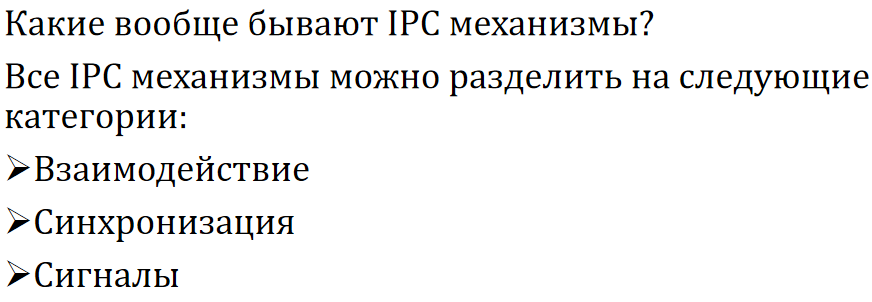 Какие вообще бывают IPC механизмы?
Все IPC механизмы можно разделить на следующие
категории:
➢Взаимодействие
➢Синхронизация
➢Сигналы